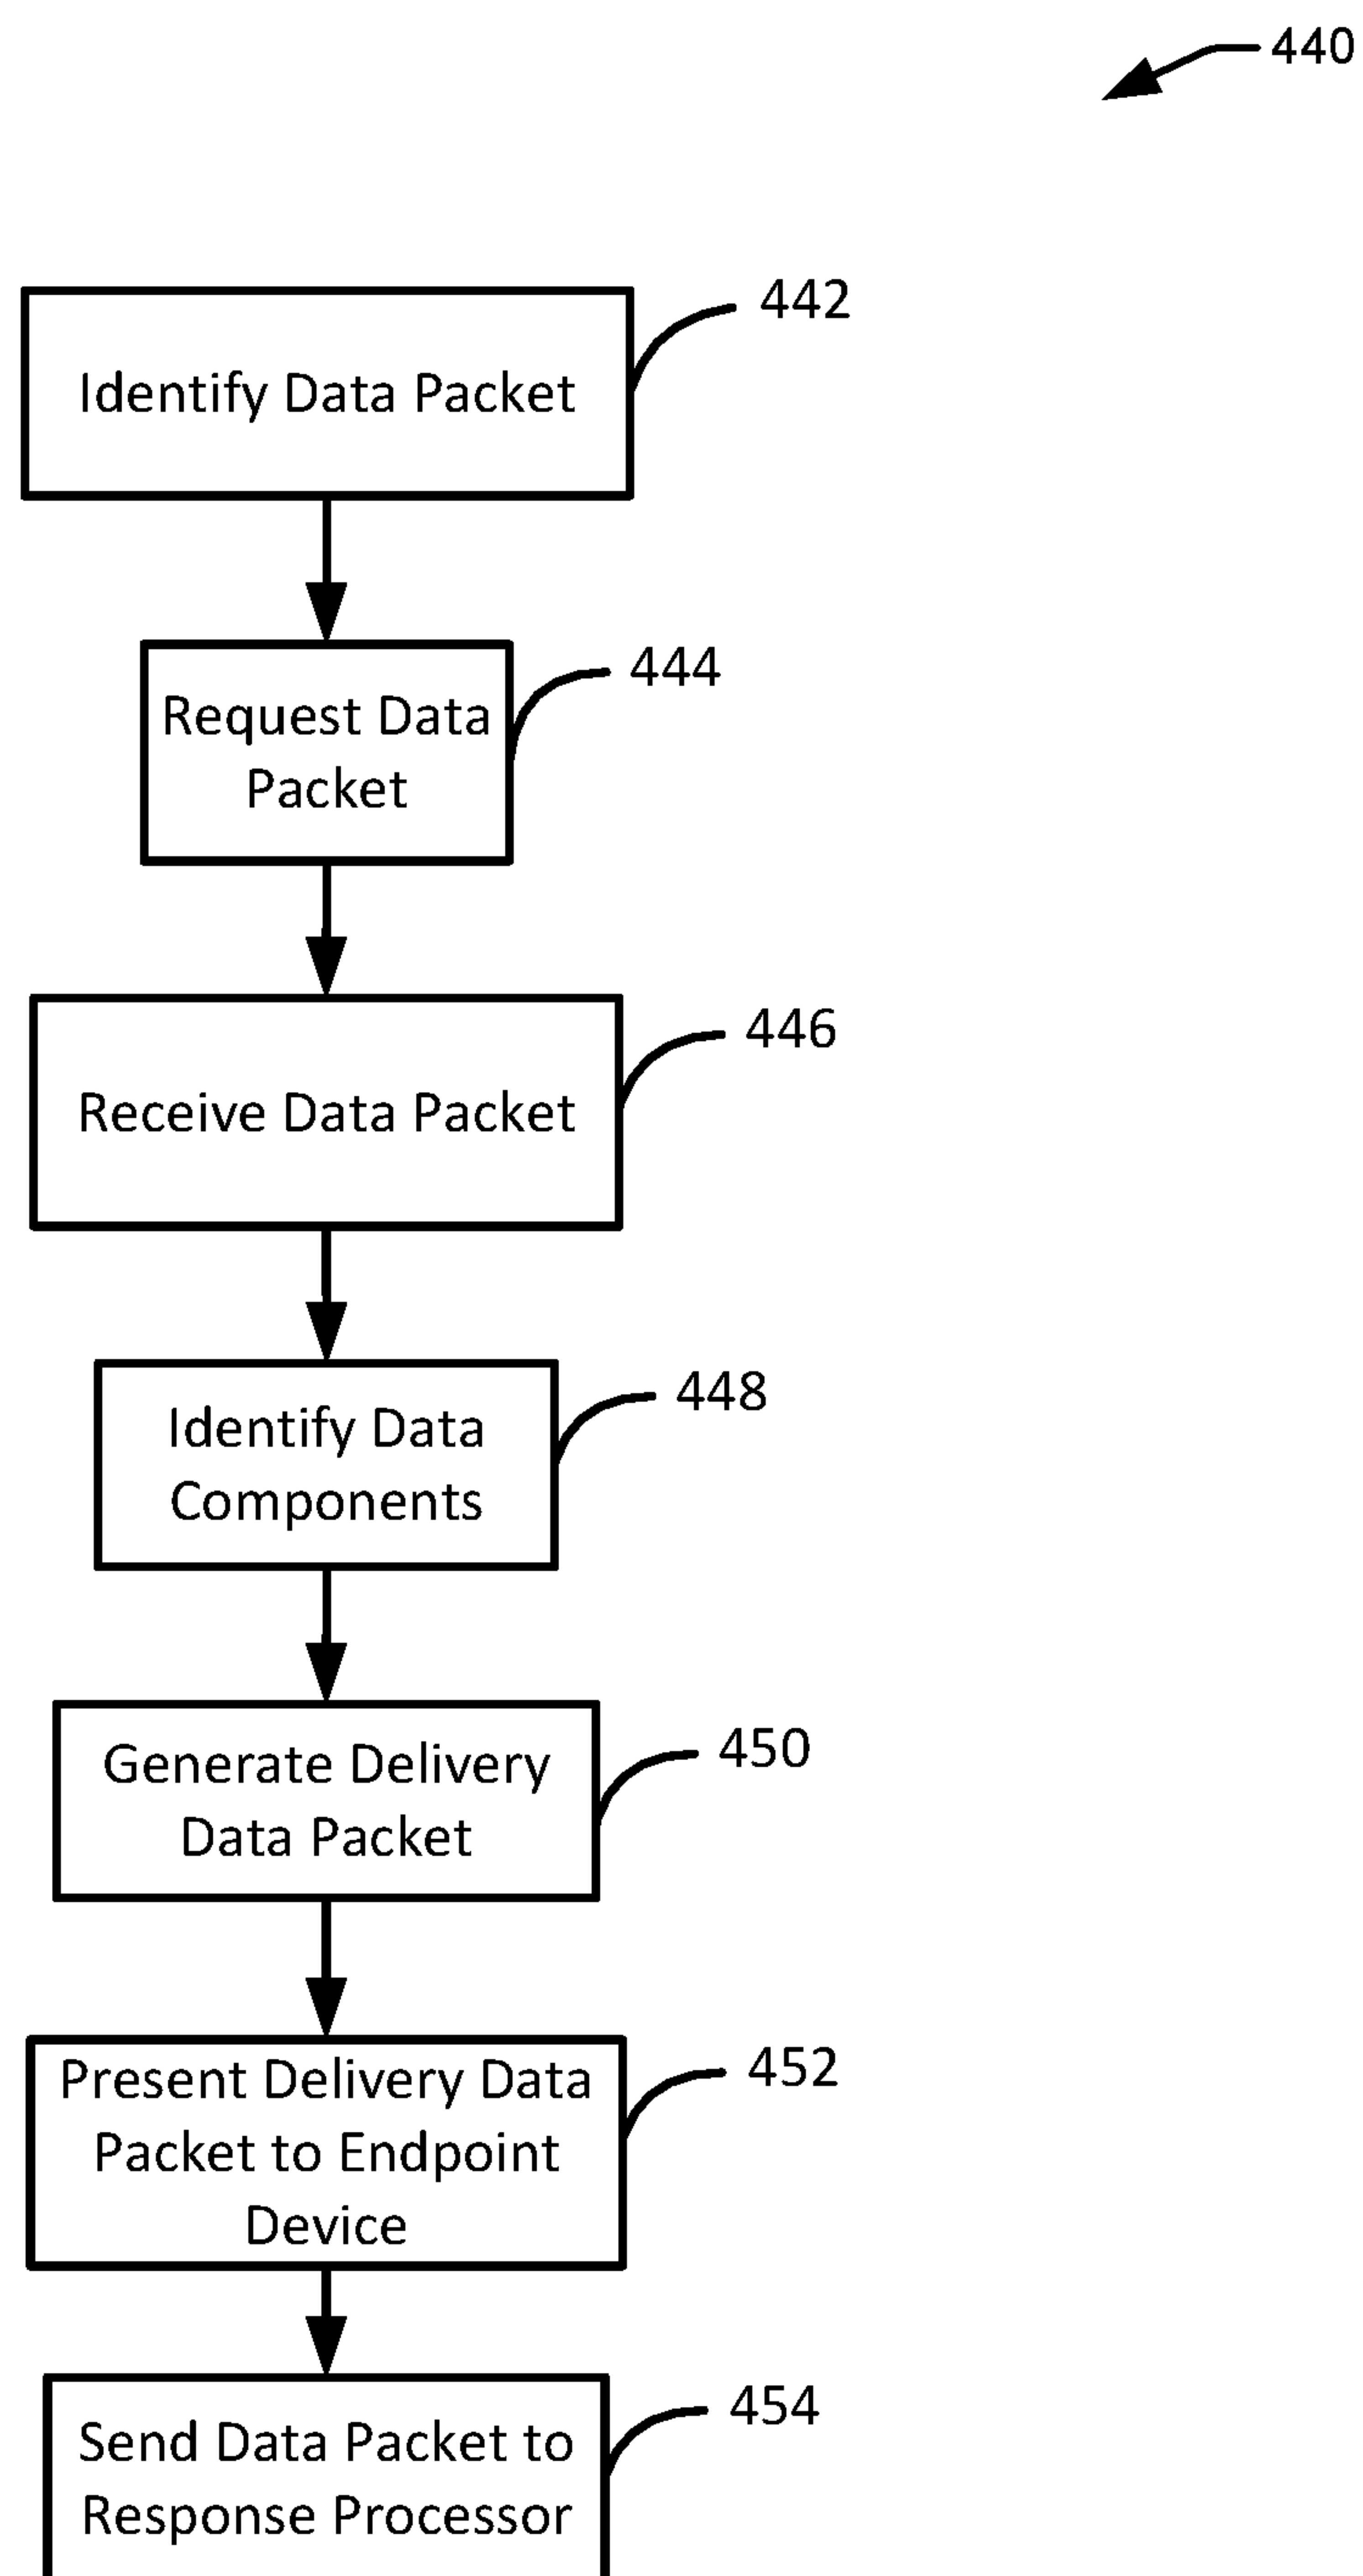 440
442
Identify Data Packet
444
Request Data
Packet
446
Receive Data Packet
448
Identify Data
Components
450
Generate Delivery
Data Packet
452
Present Delivery Data
Packet to Endpoint
Device
454
Send Data Packet to
Response Processor